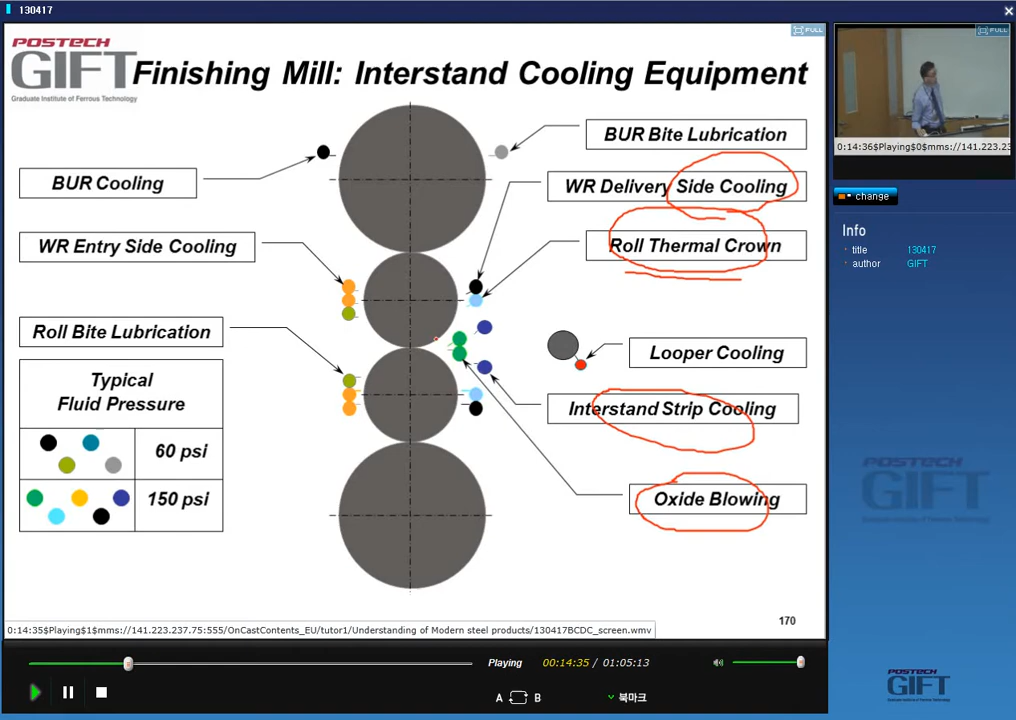 130417
FULL
POSTECH
GIFT
Graduate Institute of Ferrous Technology
Finishing Mill: Interstand Cooling Equipment
BUR Bite Lubrication
BUR Cooling
WR Delivery Side Cooling
WR Entry Side Cooling
Roll Thermal Crown
Roll Bite Lubrication
Looper Cooling
Typical
Fluid Pressure
Interstand Strip Cooling
60 psi
150 psi
Oxide Blowing
170
0:14:35$Playing$1$mms://141.223.237.75:555/OnCastContents_EU/tutor1/Understanding of Modern steel products/130417BCDC_screen.wmv
FULL
0:14:36$Playing$0$mms://141.223.23
change
Info
title 130417
author GIFT
POSTECH
GIFT
Playing 00:14:35 / 01:05:13
A B 북마크
POSTECH
GIFT